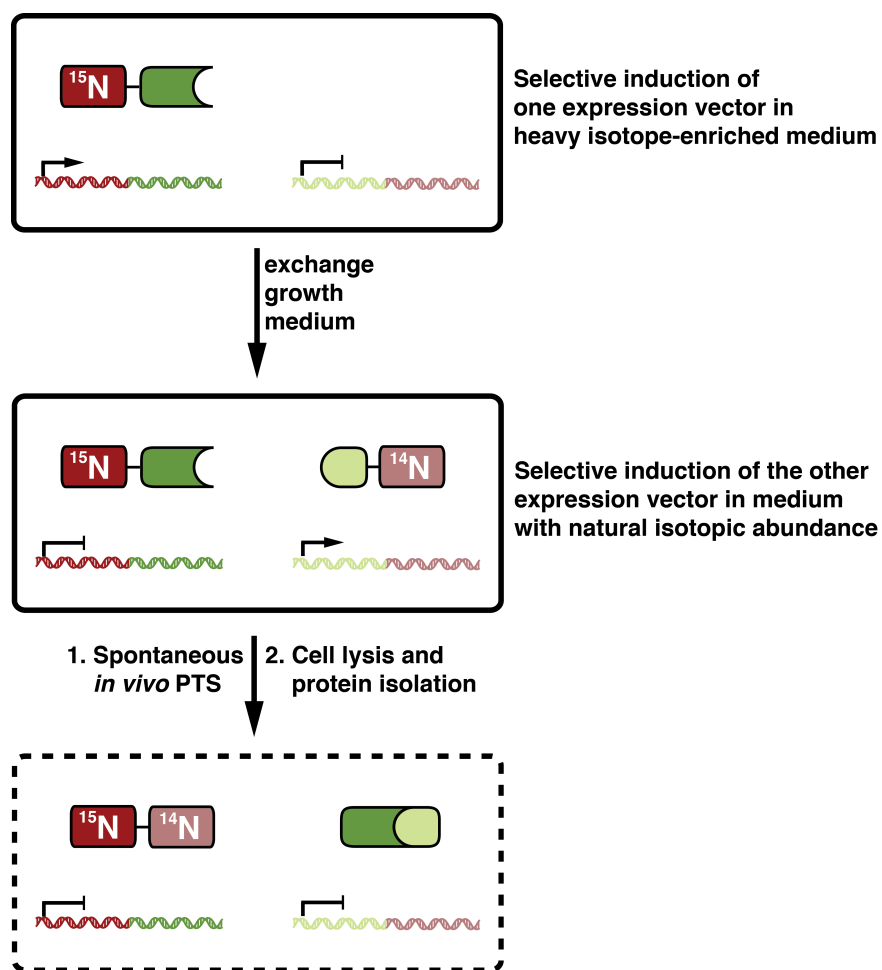 ¹⁵N
Selective induction of
one expression vector in
heavy isotope-enriched medium
exchange
growth
medium
¹⁵N
¹⁴N
Selective induction of the other
expression vector in medium
with natural isotopic abundance
1. Spontaneous
in vivo PTS
2. Cell lysis and
protein isolation
¹⁵N
¹⁴N